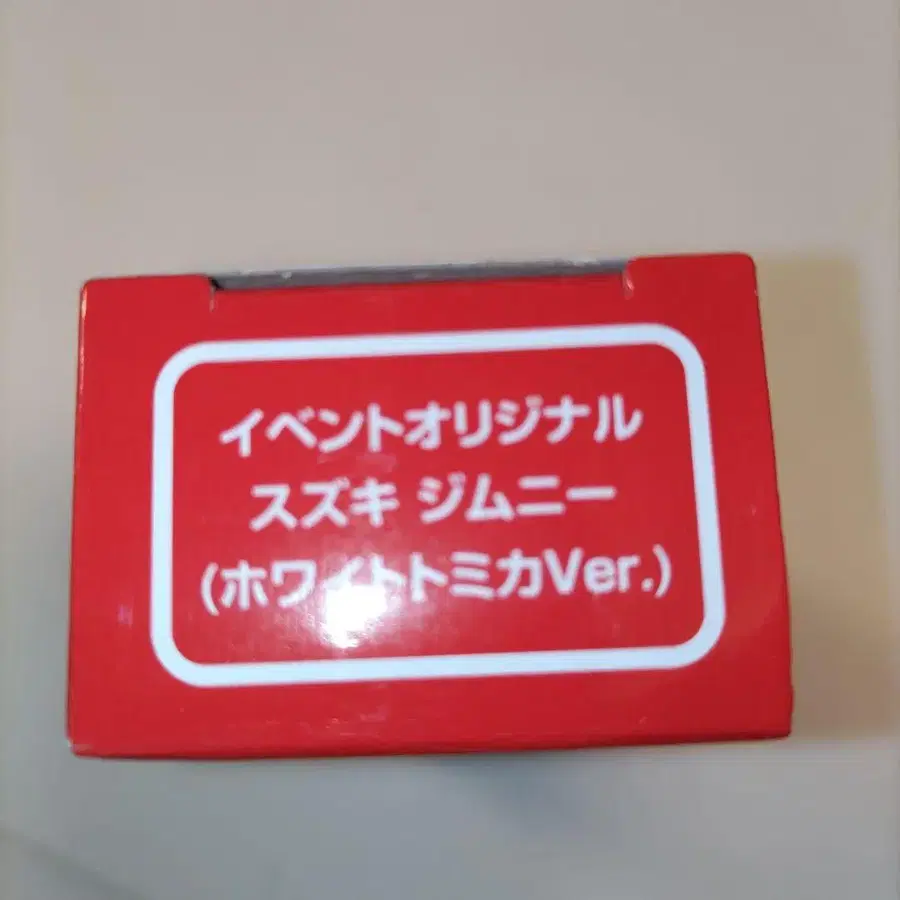 イベントオリジナル
スズキ ジムニー
(ホワイトトミカVer.)